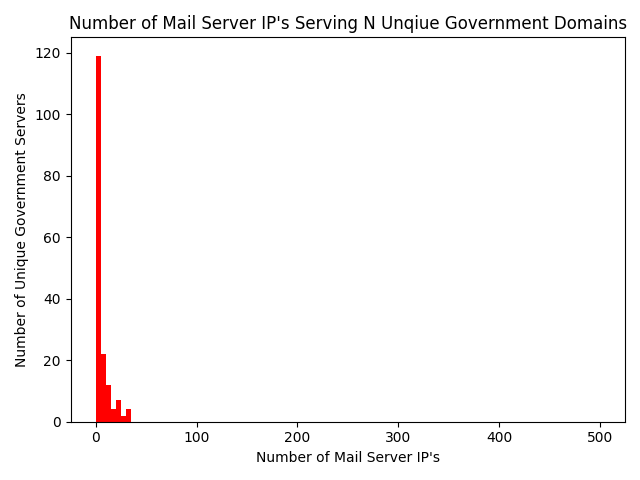 Number of Mail Server IP's Serving N Unqiue Government Domains
Number of Unique Government Servers
120
100
80
60
40
20
0
0 100 200 300 400 500
Number of Mail Server IP's